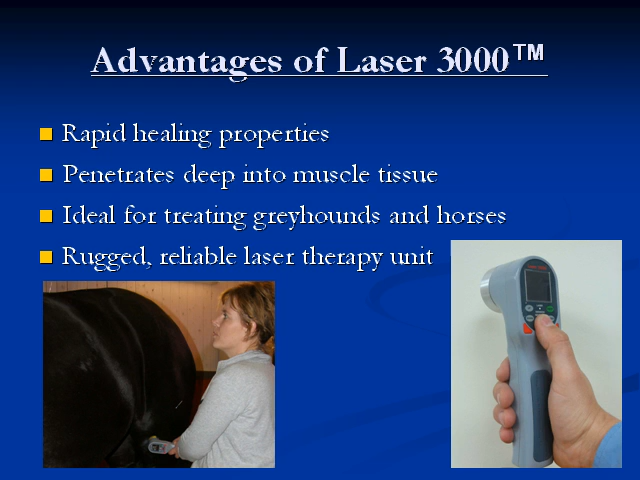 Advantages of Laser 3000™
Rapid healing properties
Penetrates deep into muscle tissue
Ideal for treating greyhounds and horses
Rugged, reliable laser therapy unit